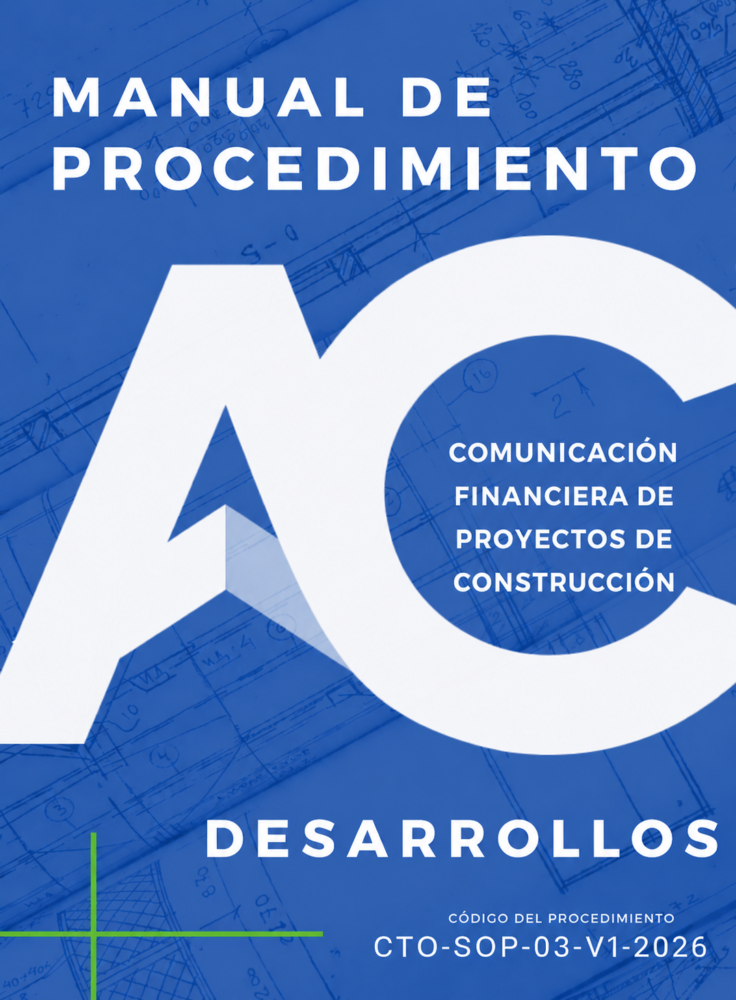 MANUAL DE
PROCEDIMIENTO
AC
COMUNICACIÓN
FINANCIERA DE
PROYECTOS DE
CONSTRUCCIÓN
DESARROLLOS
CÓDIGO DEL PROCEDIMIENTO
CTO-SOP-03-V1-2026